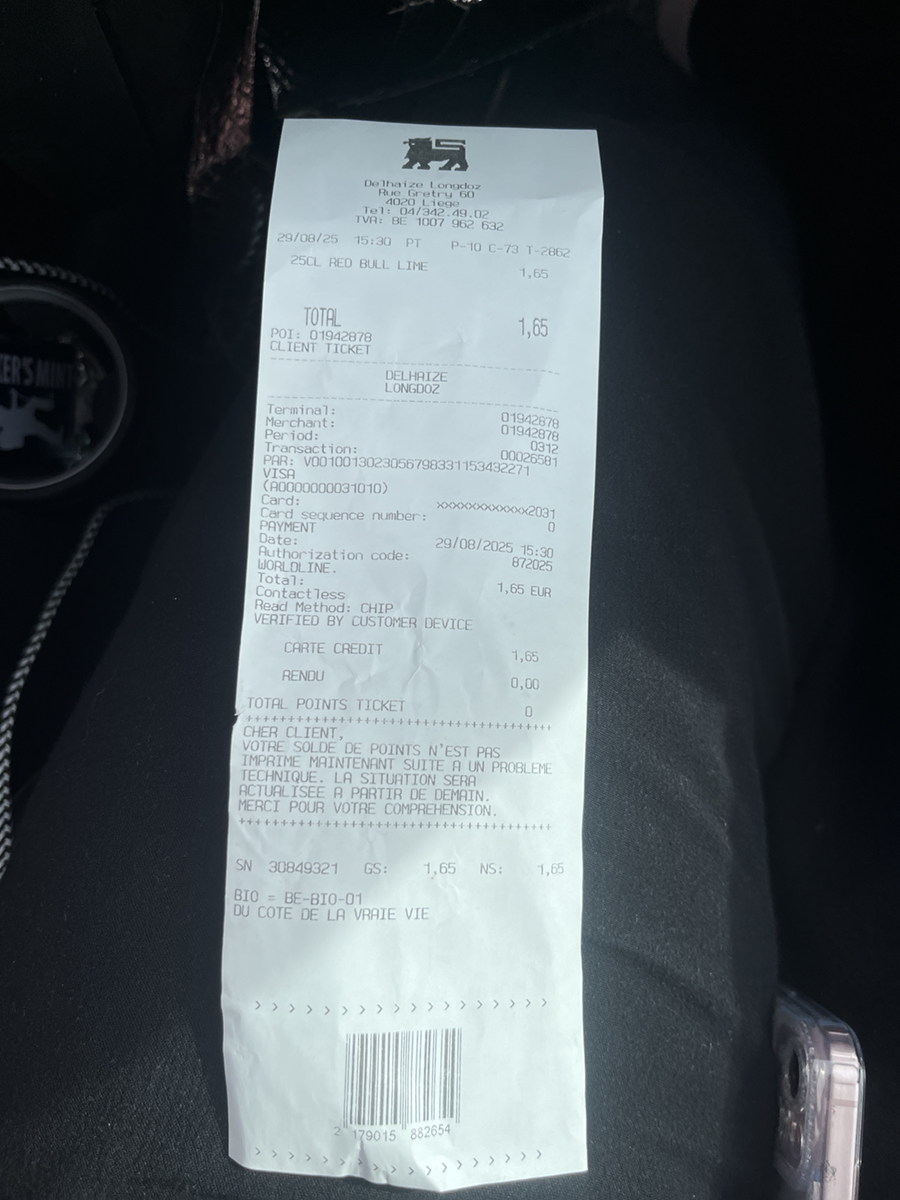 Delhaize Longdoz
Rue Gretry 60
4020 Liege
Tel: 04/342.49.02
TVA: BE 1007 962 632
29/08/25 15:30 PT P-10 C-73 T-2862
25CL RED BULL LIME 1,65
TOTAL 1,65
POI: 01942878
CLIENT TICKET
DELHAIZE
LONGDOZ
Terminal: 01942878
Merchant: 01942878
Period: 0312
Transaction: 00026581
PAR: V0010013023056798331153432271
VISA
(A0000000031010)
Card: xxxxxxxxxxxx2031
Card sequence number: 0
PAYMENT
Date: 29/08/2025 15:30
Authorization code: 872025
WORLDLINE.
Total: 1,65 EUR
Contactless
Read Method: CHIP
VERIFIED BY CUSTOMER DEVICE
CARTE CREDIT 1,65
RENDU 0,00
TOTAL POINTS TICKET 0
+++++++++++++++++++++++++++++++++++++++
CHER CLIENT,
VOTRE SOLDE DE POINTS N'EST PAS
IMPRIME MAINTENANT SUITE A UN PROBLEME
TECHNIQUE. LA SITUATION SERA
ACTUALISEE A PARTIR DE DEMAIN.
MERCI POUR VOTRE COMPREHENSION.
+++++++++++++++++++++++++++++++++++++++
SN 30849321 GS: 1,65 NS: 1,65
BIO = BE-BIO-01
DU COTE DE LA VRAIE VIE
> > > > > > > > > > > > > > > > >
2 179015 882654
> > > > > > > > > > > > > > > > >